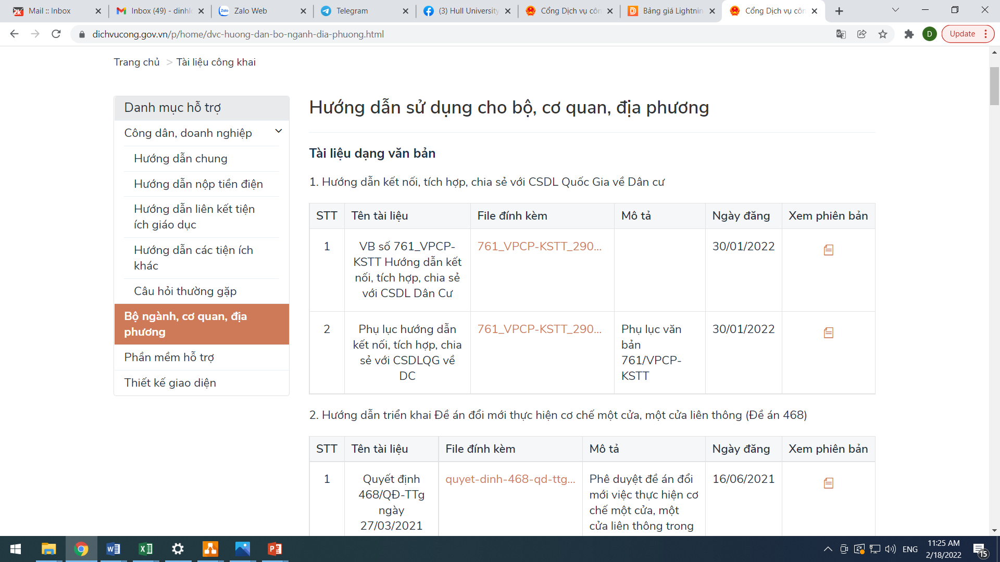 Mail :: Inbox
Inbox (49) - dinhl
Zalo Web
Telegram
(3) Hull University
Cổng Dịch vụ côn
Bảng giá Lightnin
Cổng Dịch vụ côn
dichvucong.gov.vn/p/home/dvc-huong-dan-bo-nganh-dia-phuong.html
D
Update
Trang chủ > Tài liệu công khai
Danh mục hỗ trợ
Công dân, doanh nghiệp
Hướng dẫn chung
Hướng dẫn nộp tiền điện
Hướng dẫn liên kết tiện
ích giáo dục
Hướng dẫn các tiện ích
khác
Câu hỏi thường gặp
Bộ ngành, cơ quan, địa
phương
Phần mềm hỗ trợ
Thiết kế giao diện
Hướng dẫn sử dụng cho bộ, cơ quan, địa phương
Tài liệu dạng văn bản
1. Hướng dẫn kết nối, tích hợp, chia sẻ với CSDL Quốc Gia về Dân cư
STT Tên tài liệu File đính kèm Mô tả Ngày đăng Xem phiên bản
1 VB số 761_VPCP- 761_VPCP-KSTT_290... 30/01/2022
KSTT Hướng dẫn kết
nối, tích hợp, chia sẻ
với CSDL Dân Cư
2 Phụ lục hướng dẫn 761_VPCP-KSTT_290... Phụ lục văn 30/01/2022
kết nối, tích hợp, chia bản
sẻ với CSDLQG về 761/VPCP-
DC KSTT
2. Hướng dẫn triển khai Đề án đổi mới thực hiện cơ chế một cửa, một cửa liên thông (Đề án 468)
STT Tên tài liệu File đính kèm Mô tả Ngày đăng Xem phiên bản
1 Quyết định quyet-dinh-468-qd-ttg... Phê duyệt đề án đổi 16/06/2021
468/QĐ-TTg mới việc thực hiện cơ
ngày chế một cửa, một
27/03/2021 cửa liên thông trong
ENG
11:25 AM
2/18/2022
15